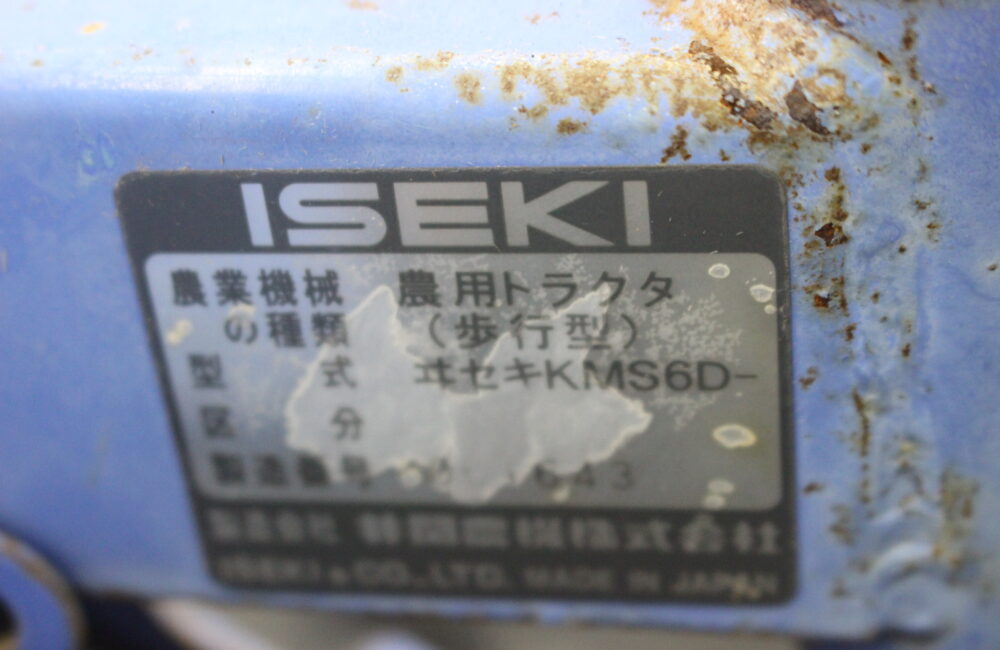 ISEKI
農業機械 農用トラクタ
の種類 （歩行型）
型 式 ヰセキKMS6D-
区 分
製造番号 643
製造会社 井関農機株式会社
ISEKI & CO.,LTD. MADE IN JAPAN